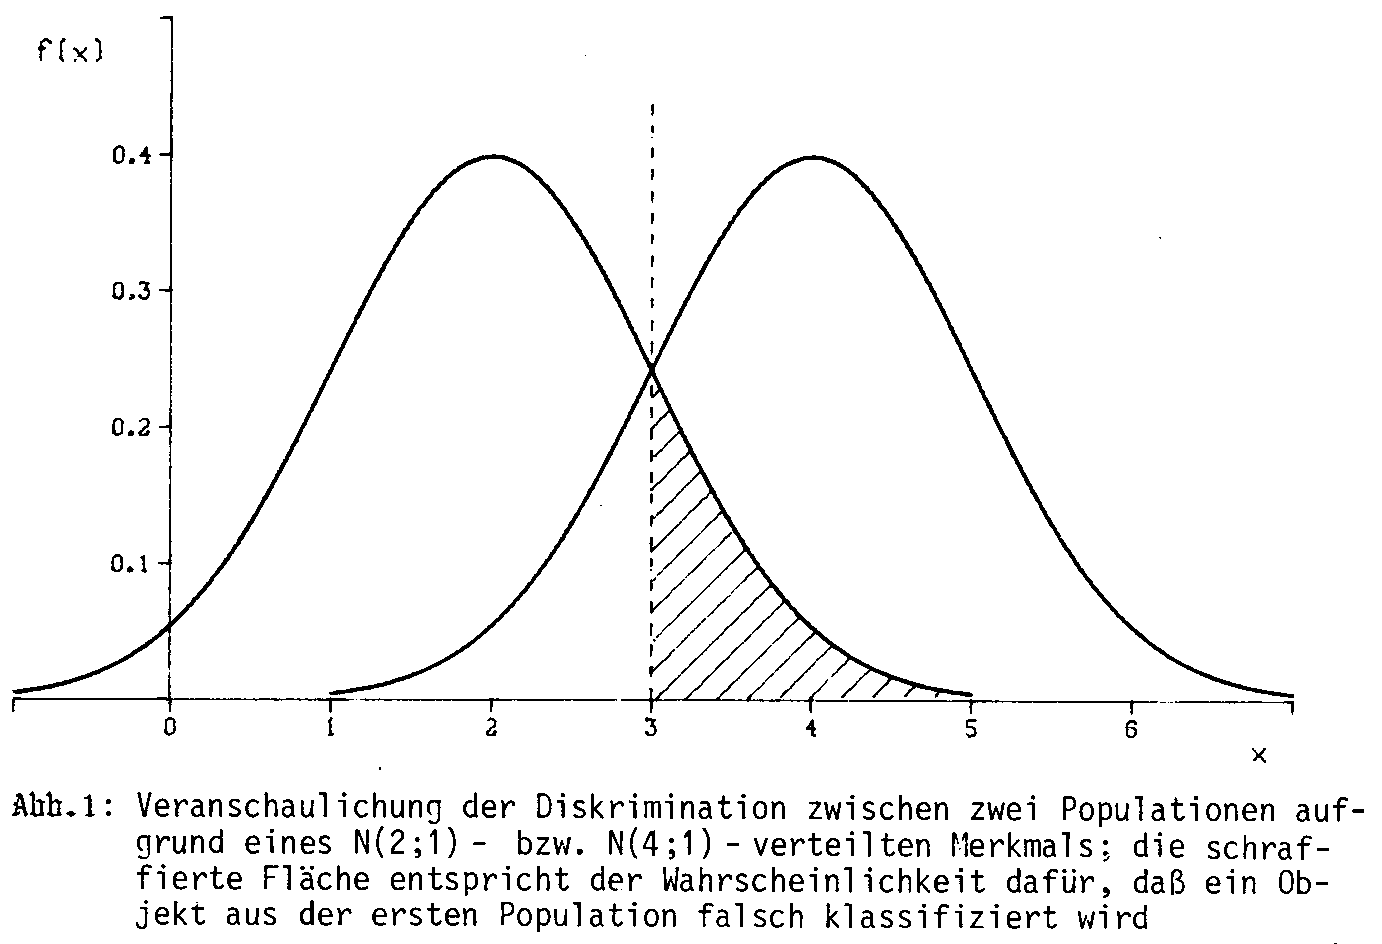 f(x)
0.4
0.3
0.2
0.1
0 1 2 3 4 5 6
x
Abb.1: Veranschaulichung der Diskrimination zwischen zwei Populationen auf-
grund eines N(2;1) - bzw. N(4;1) - verteilten Merkmals; die schraf-
fierte Fläche entspricht der Wahrscheinlichkeit dafür, daß ein Ob-
jekt aus der ersten Population falsch klassifiziert wird